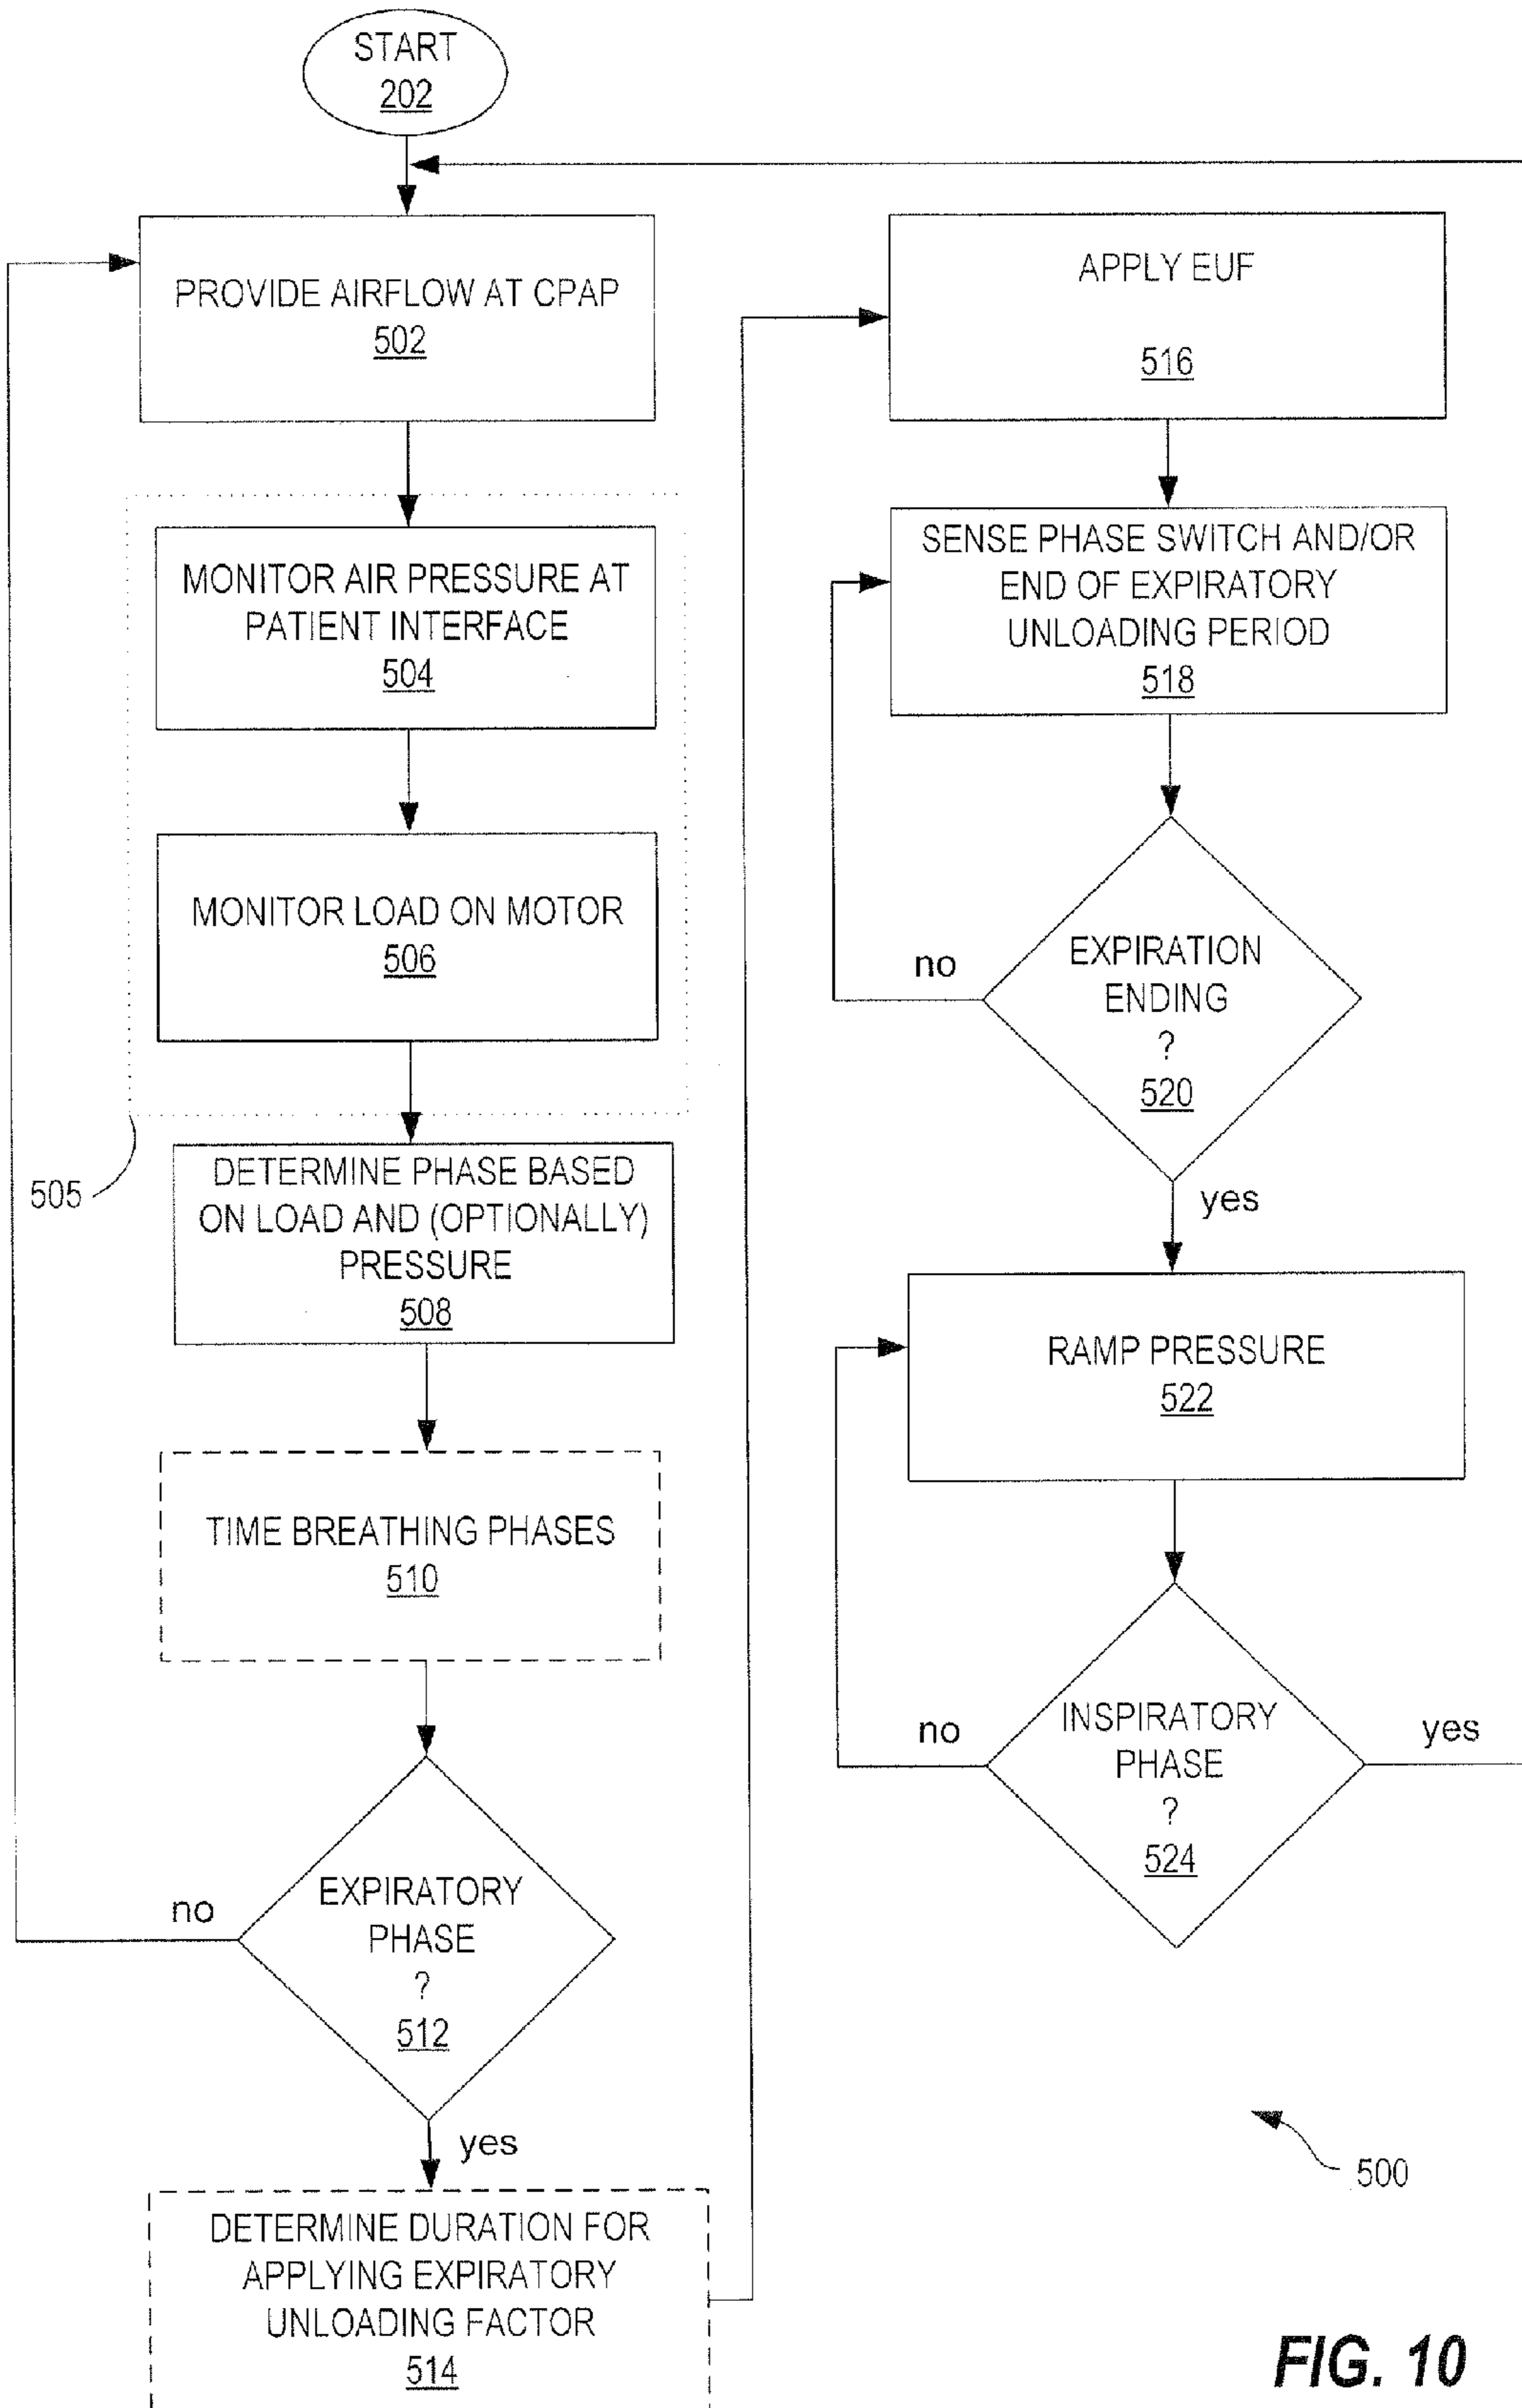 START
202
PROVIDE AIRFLOW AT CPAP
502
MONITOR AIR PRESSURE AT
PATIENT INTERFACE
504
MONITOR LOAD ON MOTOR
506
505
DETERMINE PHASE BASED
ON LOAD AND (OPTIONALLY)
PRESSURE
508
TIME BREATHING PHASES
510
EXPIRATORY
PHASE
?
512
no
yes
DETERMINE DURATION FOR
APPLYING EXPIRATORY
UNLOADING FACTOR
514
APPLY EUF
516
SENSE PHASE SWITCH AND/OR
END OF EXPIRATORY
UNLOADING PERIOD
518
EXPIRATION
ENDING
?
520
no
yes
RAMP PRESSURE
522
INSPIRATORY
PHASE
?
524
no
yes
500
FIG. 10